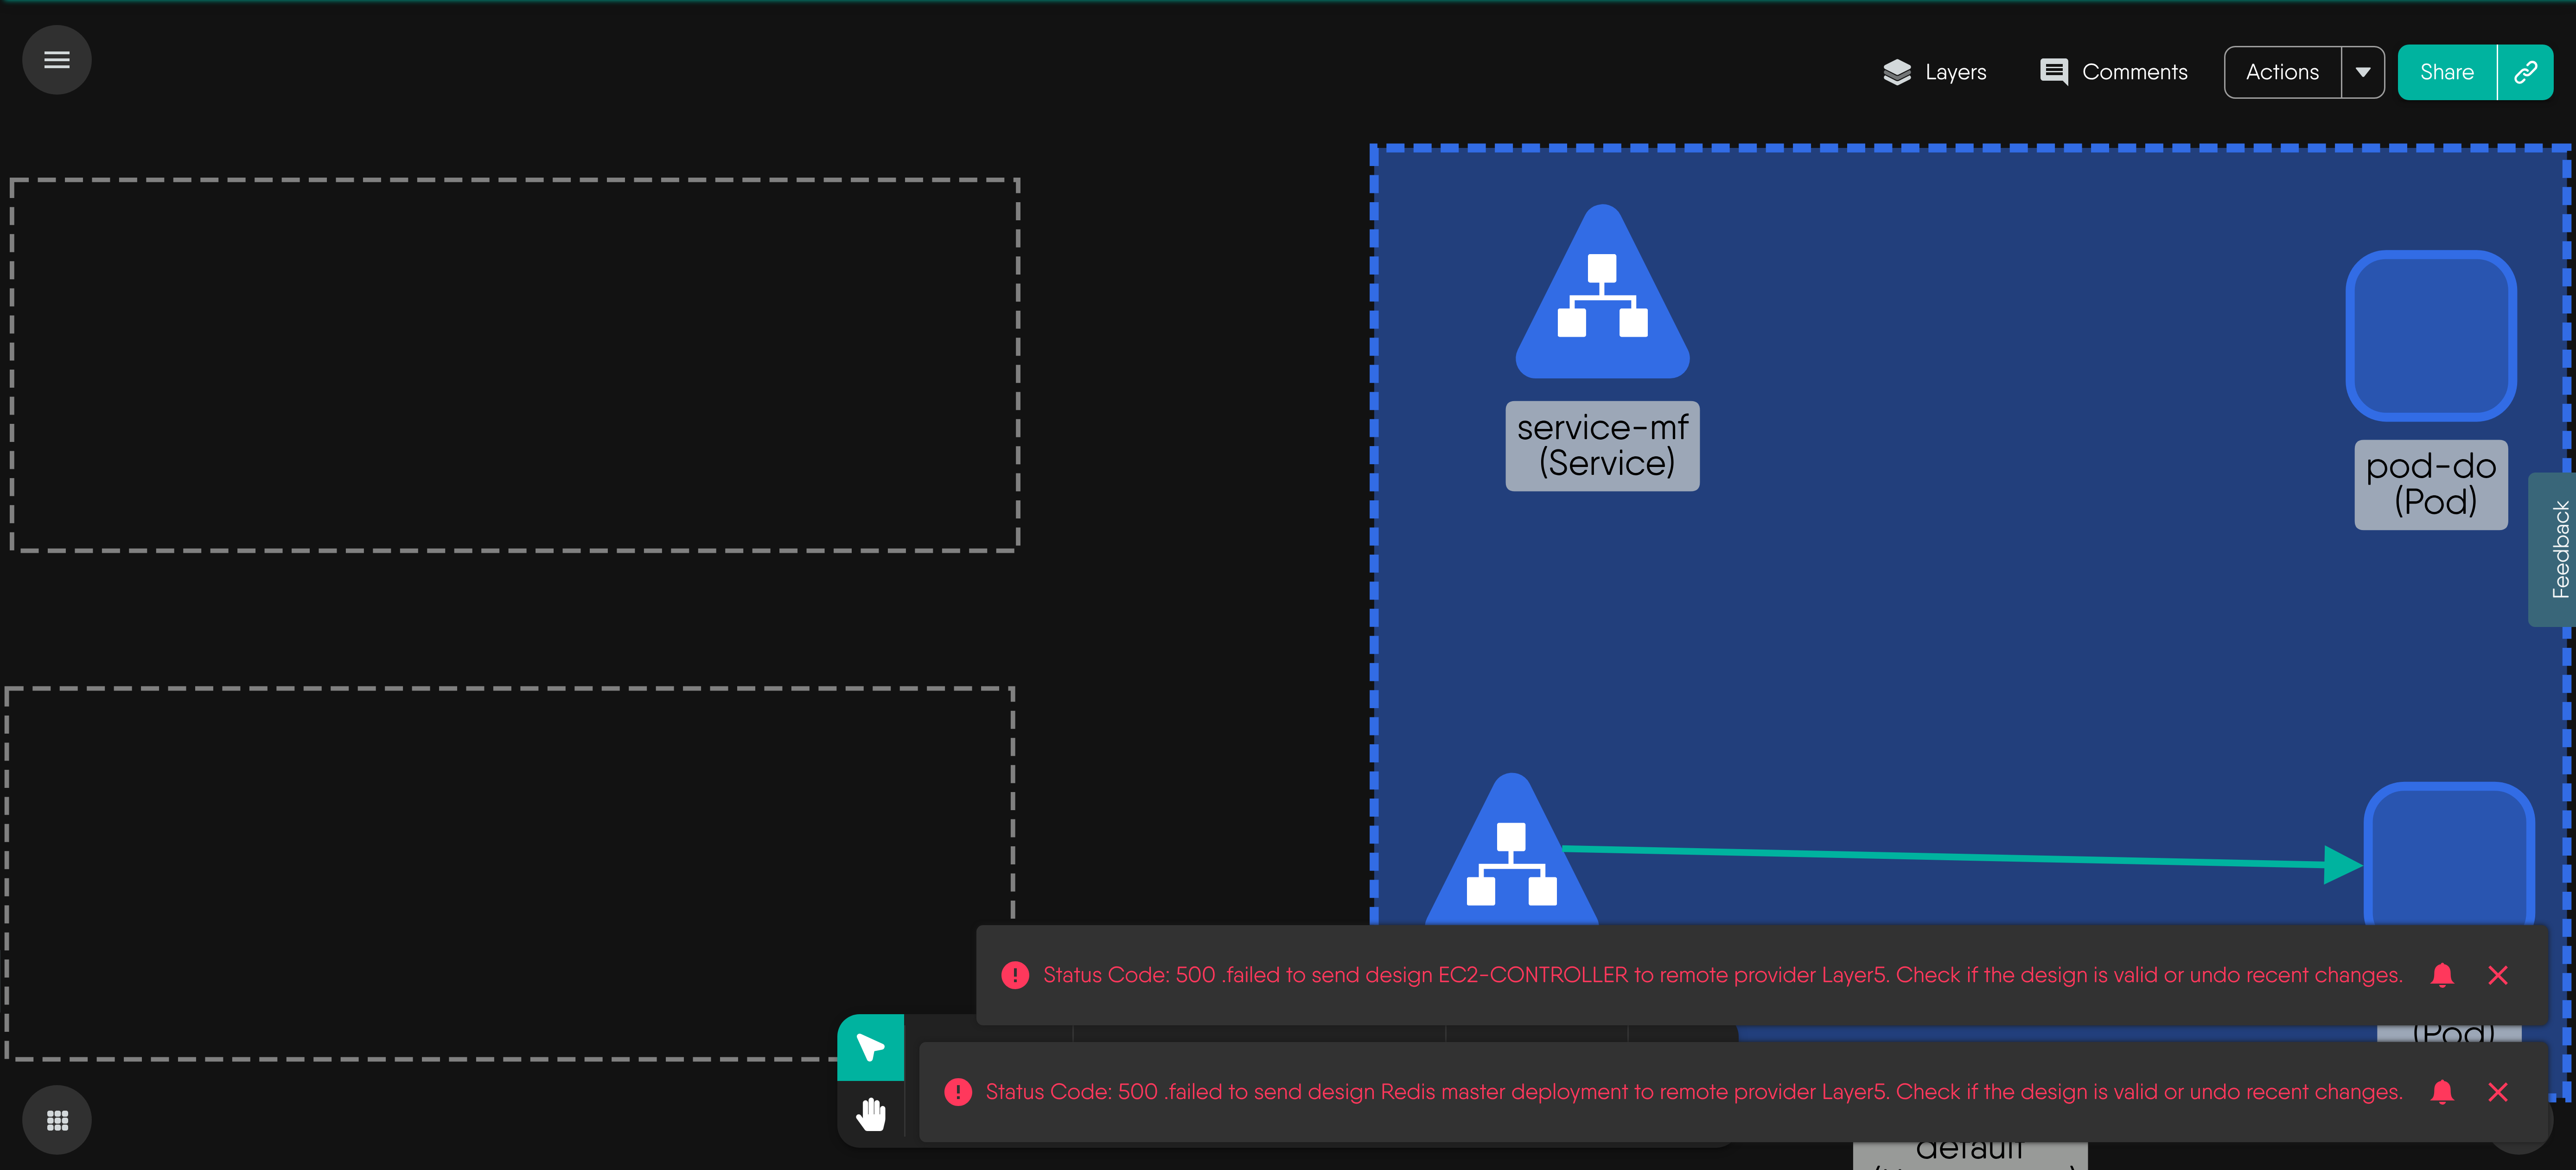 Layers
Comments
Actions
Share
service-mf
(Service)
pod-do
(Pod)
Feedback
Status Code: 500 .failed to send design EC2-CONTROLLER to remote provider Layer5. Check if the design is valid or undo recent changes.
(Pod)
Status Code: 500 .failed to send design Redis master deployment to remote provider Layer5. Check if the design is valid or undo recent changes.
default